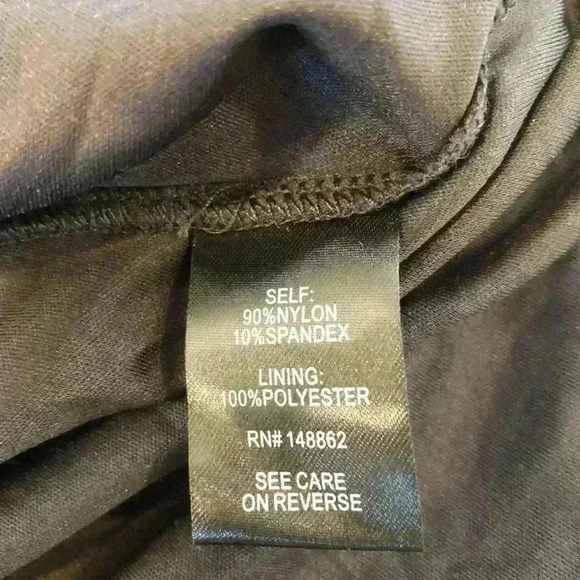 SELF:
90%NYLON
10%SPANDEX
LINING:
100%POLYESTER
RN# 148862
SEE CARE
ON REVERSE